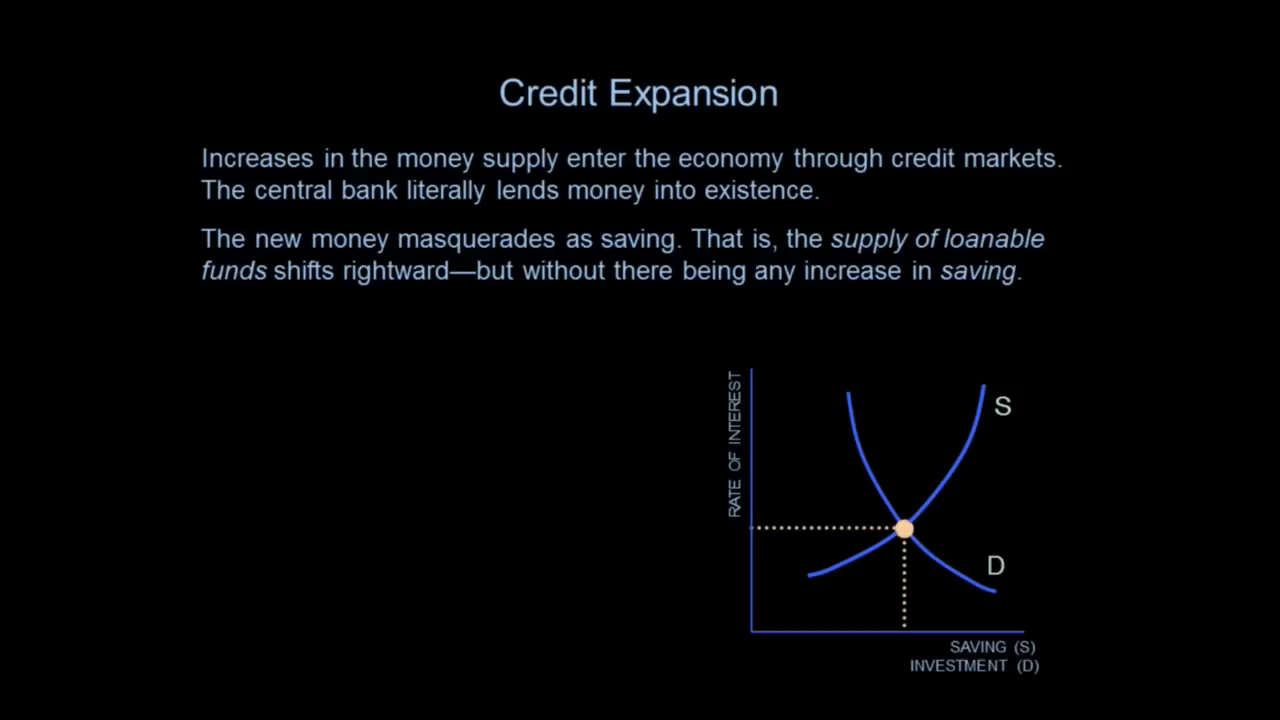 Credit Expansion
Increases in the money supply enter the economy through credit markets.
The central bank literally lends money into existence.
The new money masquerades as saving. That is, the supply of loanable
funds shifts rightward—but without there being any increase in saving.
RATE OF INTEREST
S
D
SAVING (S)
INVESTMENT (D)